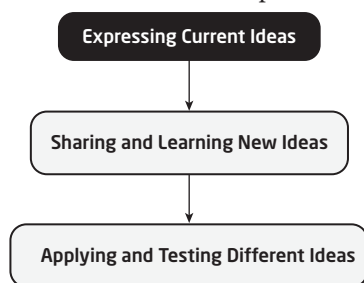 Expressing Current Ideas
Sharing and Learning New Ideas
Applying and Testing Different Ideas